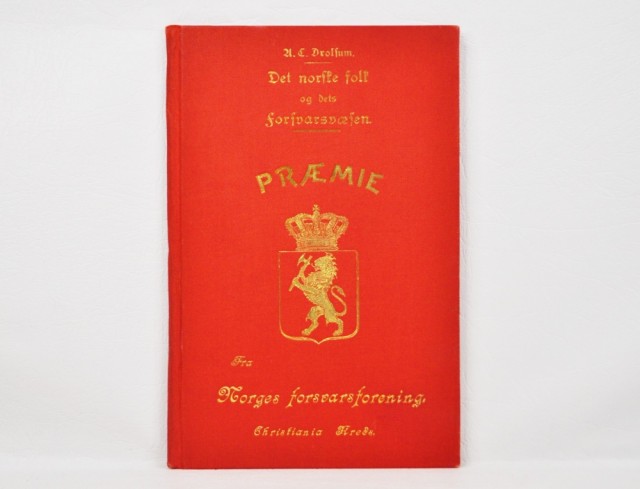 A. C. Drolsum.
Det norske folk
og dets
Forsvarsvæsen.
PRÆMIE
Fra
Norges forsvarsforening.
Christiania Kreds.